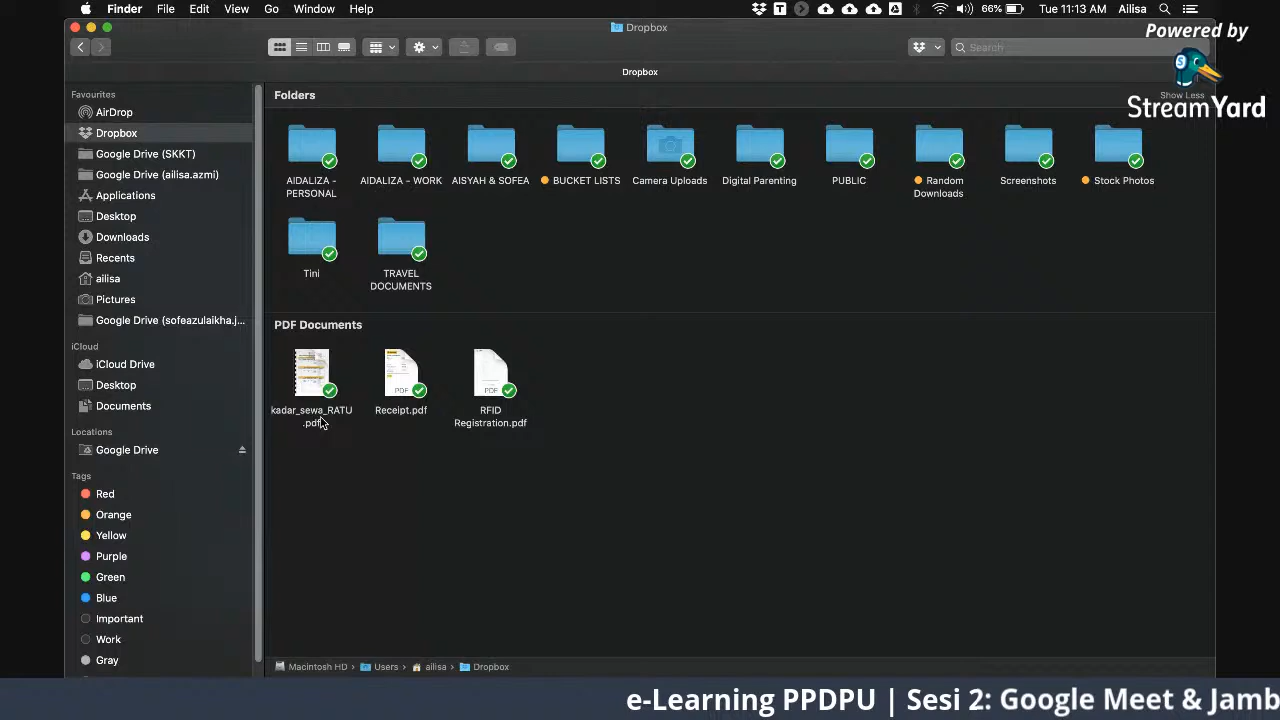 Finder File Edit View Go Window Help
66% Tue 11:13 AM Ailisa
Dropbox
Powered by
StreamYard
Search
Dropbox
Show Less
Favourites
AirDrop
Dropbox
Google Drive (SKKT)
Google Drive (ailisa.azmi)
Applications
Desktop
Downloads
Recents
ailisa
Pictures
Google Drive (sofeazulaikha.j...
iCloud
iCloud Drive
Desktop
Documents
Locations
Google Drive
Tags
Red
Orange
Yellow
Purple
Green
Blue
Important
Work
Gray
Folders
AIDALIZA -
PERSONAL
AIDALIZA - WORK
AISYAH & SOFEA
BUCKET LISTS
Camera Uploads
Digital Parenting
PUBLIC
Random
Downloads
Screenshots
Stock Photos
Tini
TRAVEL
DOCUMENTS
PDF Documents
kadar_sewa_RATU
.pdf
Receipt.pdf
RFID
Registration.pdf
PDF
PDF
Macintosh HD › Users › ailisa › Dropbox
e-Learning PPDPU | Sesi 2: Google Meet & Jamb